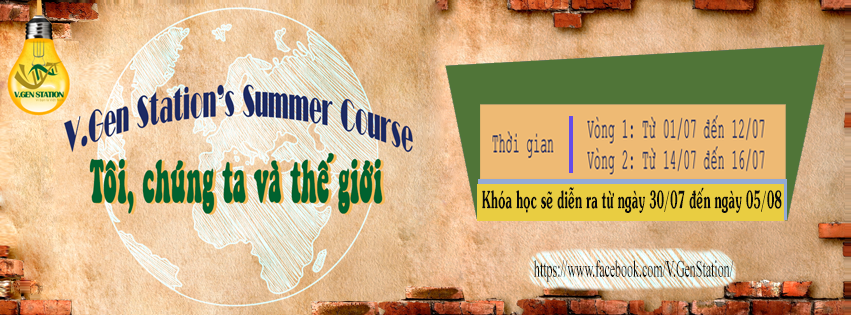 V.GEN STATION
V.Gen Station's Summer Course
Tôi, chúng ta và thế giới
Thời gian
Vòng 1: Từ 01/07 đến 12/07
Vòng 2: Từ 14/07 đến 16/07
Khóa học sẽ diễn ra từ ngày 30/07 đến ngày 05/08
https://www.facebook.com/V.GenStation/